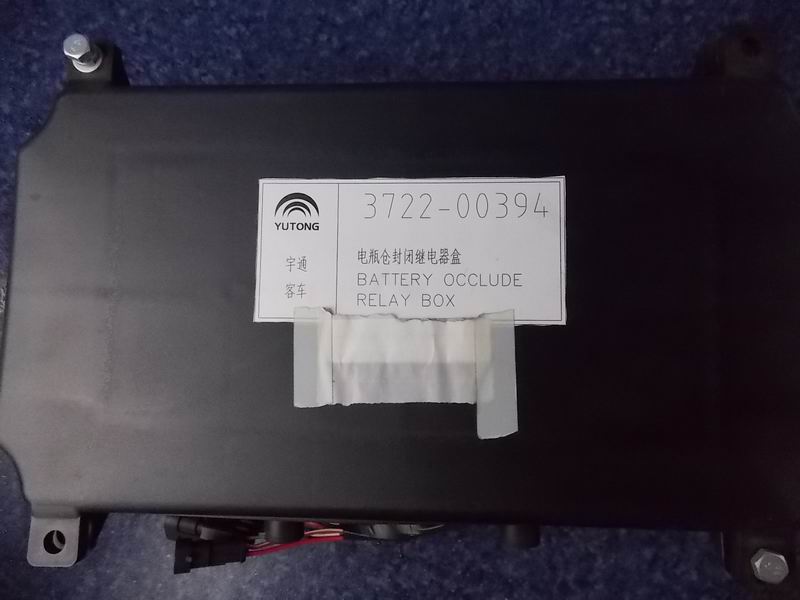 YUTONG
宇通
客车
3722-00394
电瓶仓封闭继电器盒
BATTERY OCCLUDE
RELAY BOX